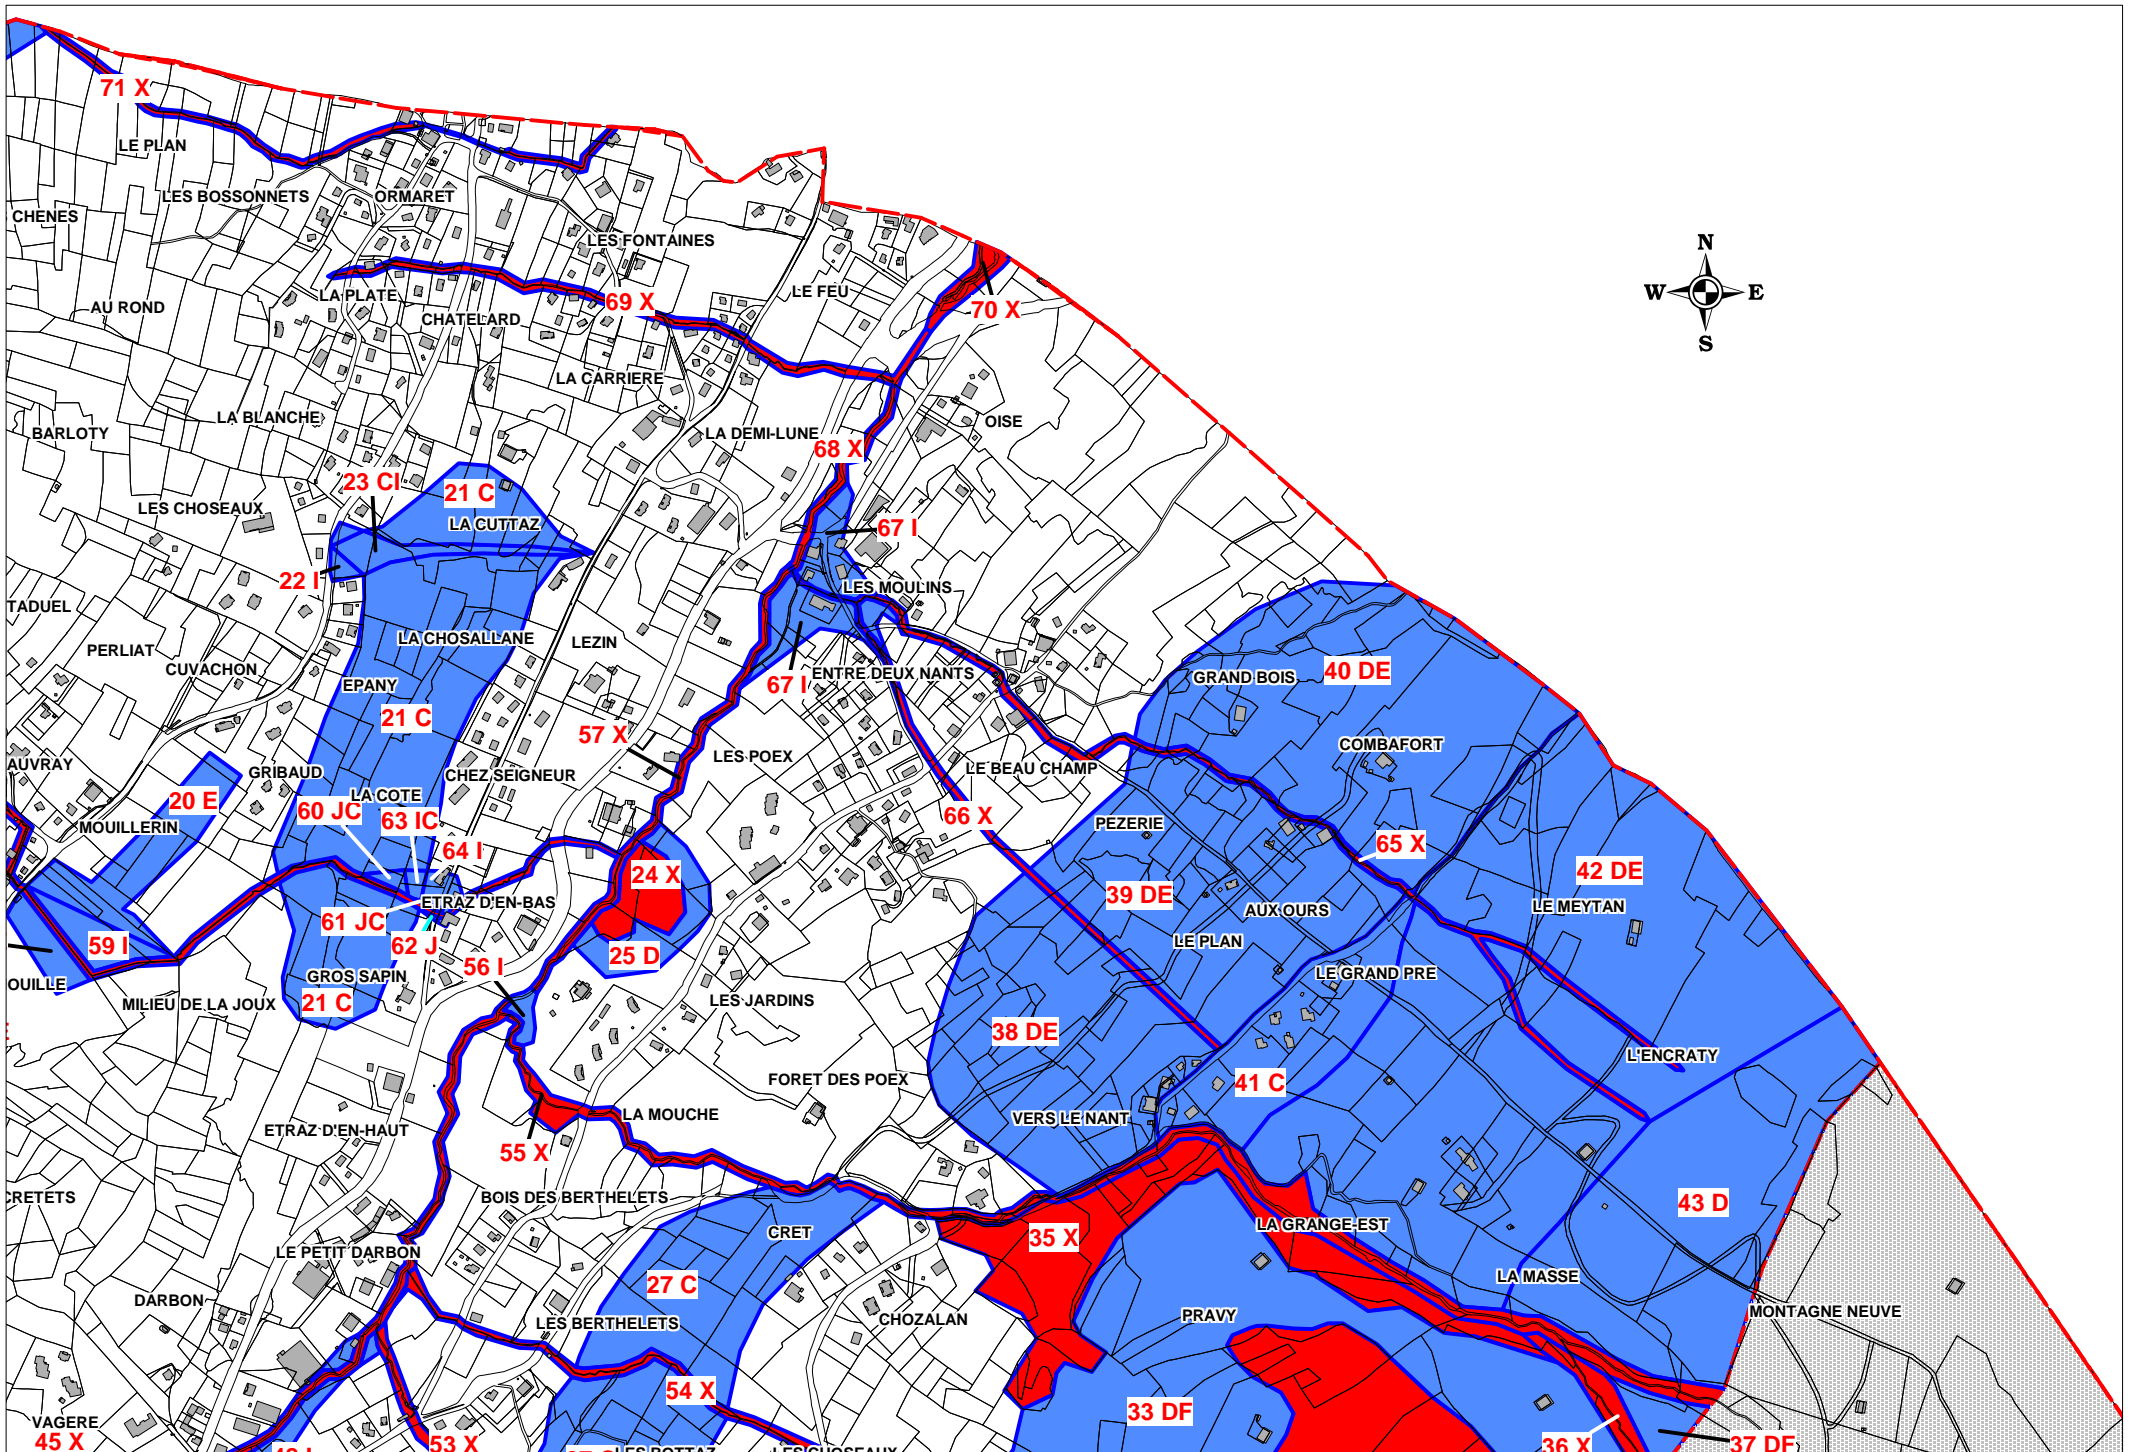 71 X
LE PLAN
LES BOSSONNETS
ORMARET
CHENES
LES FONTAINES
N
W
E
S
LA PLATE
AU ROND
69 X
LE FEU
70 X
CHATELARD
LA CARRIERE
LA BLANCHE
BARLOTY
LA DEMI-LUNE
OISE
68 X
23 CI
21 C
LES CHOSEAUX
LA CUTTAZ
67 I
22 I
LES MOULINS
TADUEL
LA CHOSALLANE
LEZIN
PERLIAT
CUVACHON
ENTRE DEUX NANTS
GRAND BOIS
40 DE
EPANY
67 I
21 C
57 X
COMBAFORT
LES POEX
AUVRAY
GRIBAUD
CHEZ SEIGNEUR
LE BEAU CHAMP
20 E
LA COTE
60 JC
63 IC
66 X
PEZERIE
MOUILLERIN
65 X
64 I
24 X
42 DE
39 DE
ETRAZ D'EN-BAS
AUX OURS
LE MEYTAN
61 JC
59 I
62 J
LE PLAN
25 D
56 I
GROS SAPIN
LE GRAND PRE
OUILLE
21 C
MILIEU DE LA JOUX
LES JARDINS
38 DE
L'ENCRATY
FORET DES POEX
41 C
LA MOUCHE
VERS LE NANT
ETRAZ D'EN-HAUT
55 X
CRETETS
BOIS DES BERTHELETS
43 D
CRET
LA GRANGE-EST
35 X
LE PETIT DARBON
27 C
LA MASSE
DARBON
MONTAGNE NEUVE
PRAVY
CHOZALAN
LES BERTHELETS
54 X
33 DF
VAGERE
45 X
53 X
36 X
37 DF
LES BOTTAZ
LES CHOSEAUX